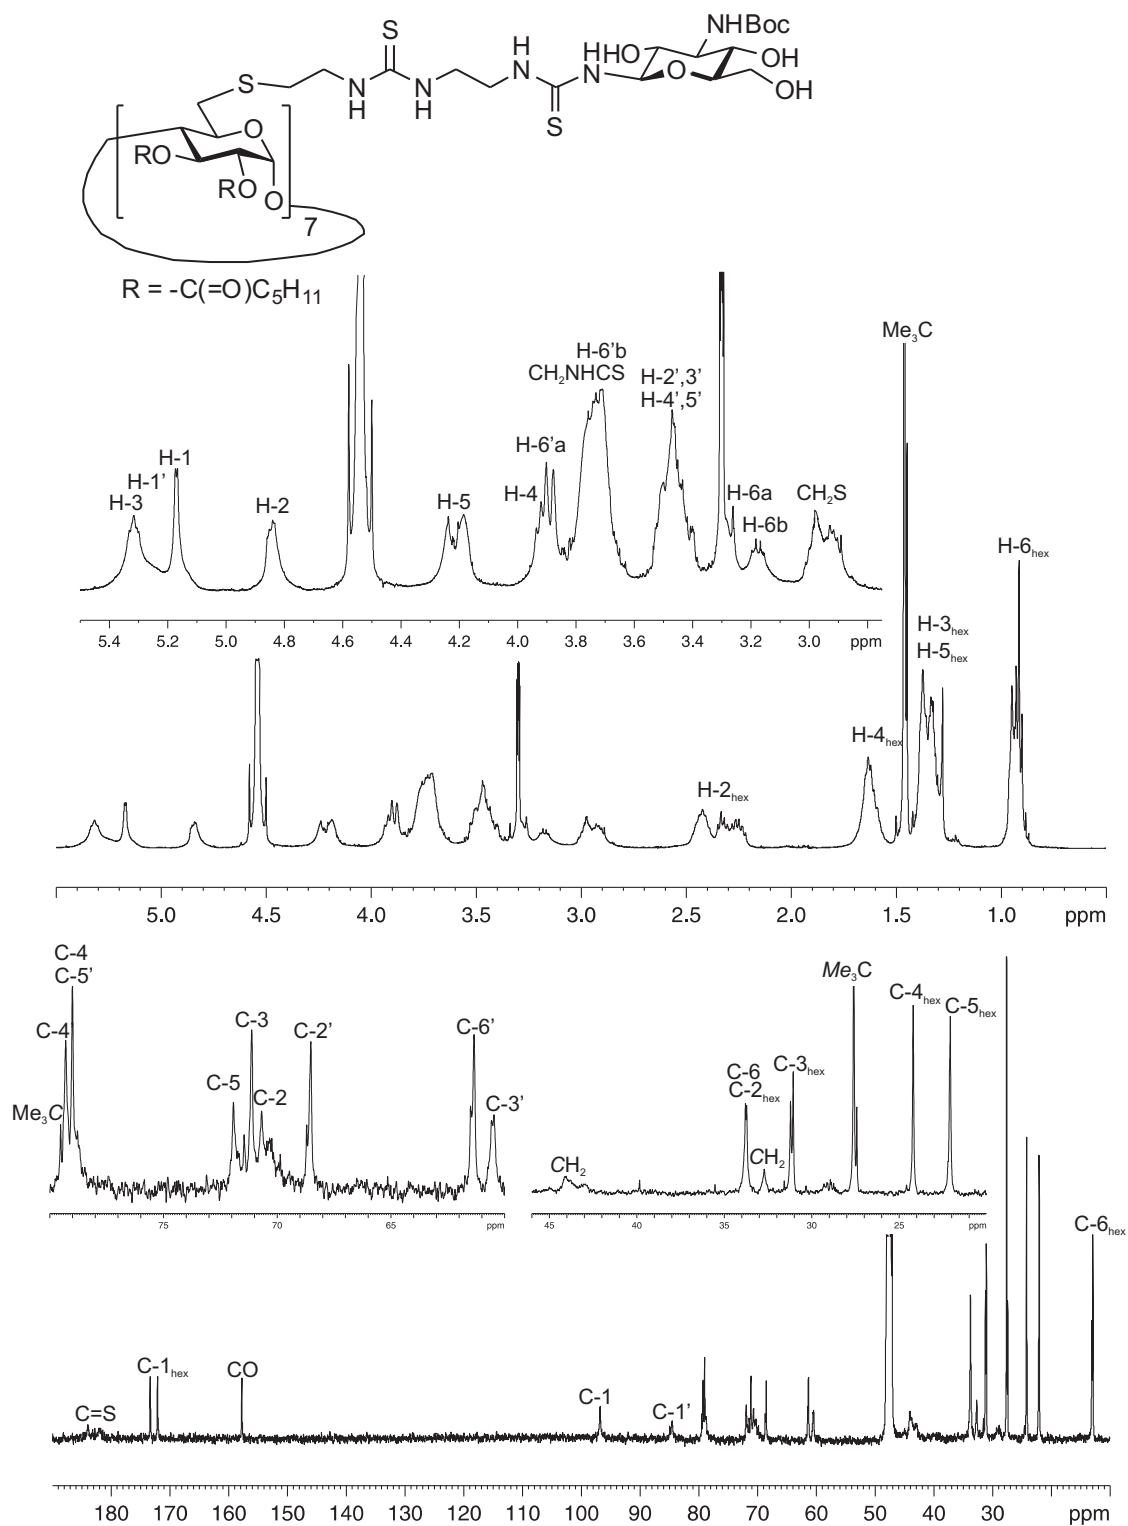 S
NHBoc
H
H
HO
OH
N
N
O
S
N
N
OH
H
H
S
O
RO
RO
O
7
R = -C(=O)C₅H₁₁
Me₃C
H-6'b
CH₂NHCS
H-2',3'
H-4',5'
H-6'a
H-1
H-1'
H-3
H-4
H-5
H-2
H-6a
H-6b
CH₂S
H-6hex
5.4 5.2 5.0 4.8 4.6 4.4 4.2 4.0 3.8 3.6 3.4 3.2 3.0 ppm
H-3hex
H-5hex
H-4hex
H-2hex
5.0 4.5 4.0 3.5 3.0 2.5 2.0 1.5 1.0 ppm
C-4
C-5'
C-4'
Me₃C
C-5
C-3
C-2
C-2'
C-6'
C-3'
75 70 65
Me₃C
C-4hex
C-5hex
C-6
C-2hex
C-3hex
CH₂
CH₂
45 40 35 30 25 ppm
C-6hex
C=S
C-1hex
CO
C-1
C-1'
180 170 160 150 140 130 120 110 100 90 80 70 60 50 40 30 ppm